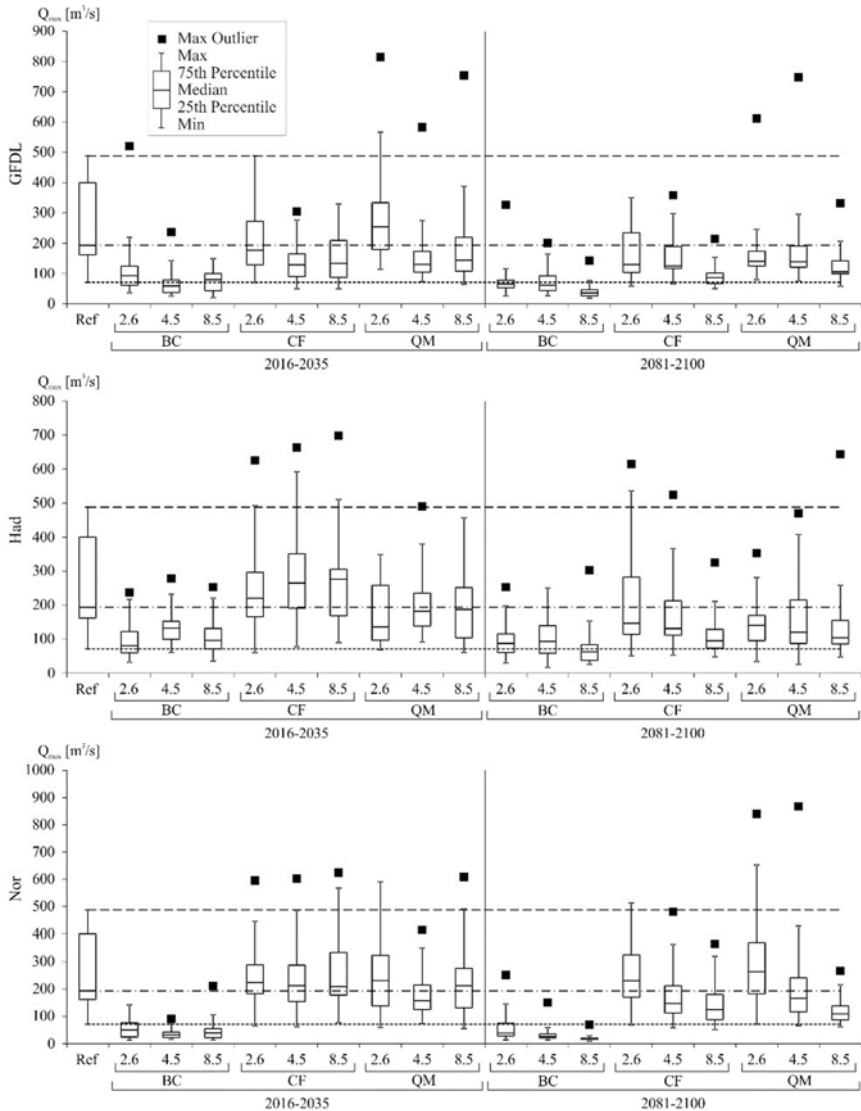 Qmax [m³/s]
900
800
700
600
500
400
300
200
100
0
GFDL
Max Outlier
Max
75th Percentile
Median
25th Percentile
Min
Ref 2.6 4.5 8.5 2.6 4.5 8.5 2.6 4.5 8.5 2.6 4.5 8.5 2.6 4.5 8.5 2.6 4.5 8.5
BC CF QM BC CF QM
2016-2035 2081-2100
Qmax [m³/s]
800
700
600
500
400
300
200
100
0
Had
Ref 2.6 4.5 8.5 2.6 4.5 8.5 2.6 4.5 8.5 2.6 4.5 8.5 2.6 4.5 8.5 2.6 4.5 8.5
BC CF QM BC CF QM
2016-2035 2081-2100
Qmax [m³/s]
1000
900
800
700
600
500
400
300
200
100
0
Nor
Ref 2.6 4.5 8.5 2.6 4.5 8.5 2.6 4.5 8.5 2.6 4.5 8.5 2.6 4.5 8.5 2.6 4.5 8.5
BC CF QM BC CF QM
2016-2035 2081-2100